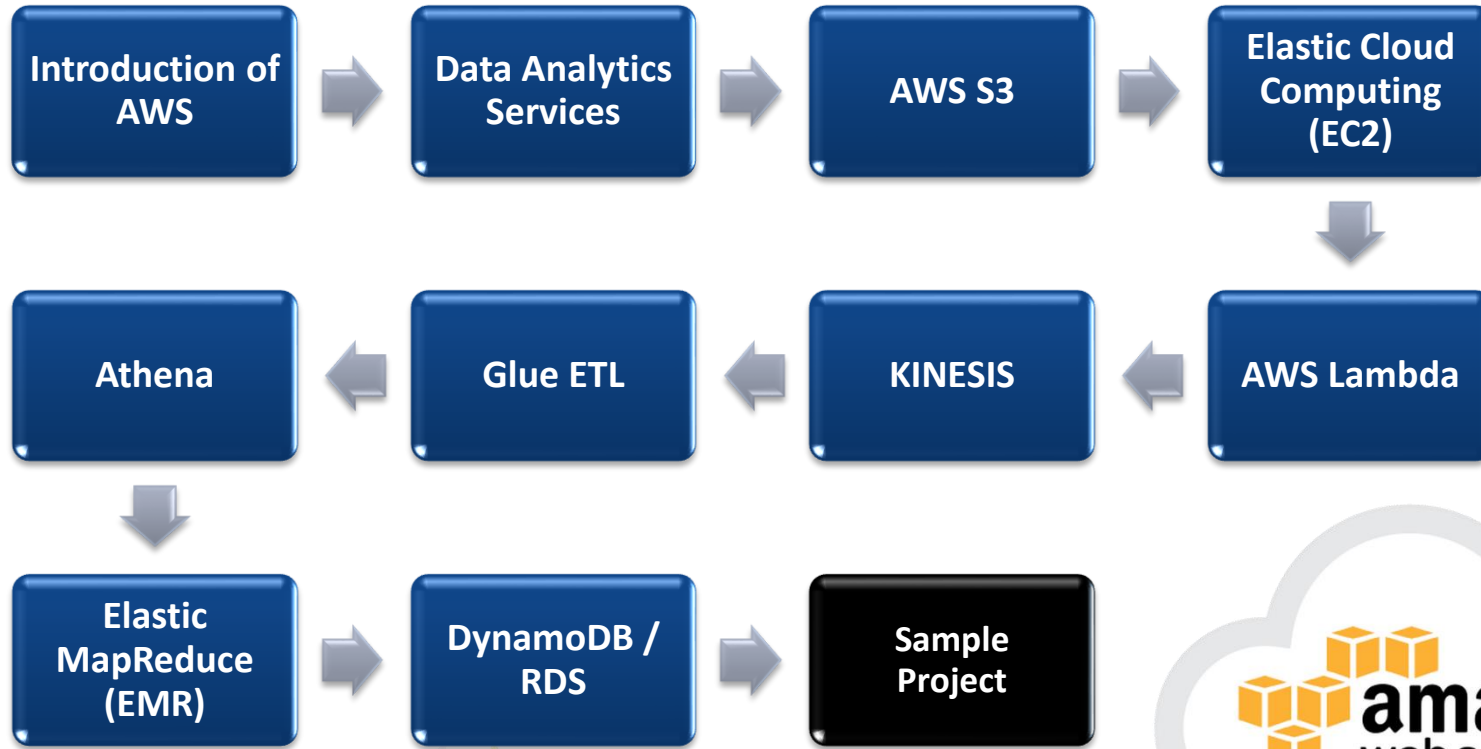 Introduction of
AWS
Data Analytics
Services
AWS S3
Elastic Cloud
Computing
(EC2)
AWS Lambda
KINESIS
Glue ETL
Athena
Elastic
MapReduce
(EMR)
DynamoDB /
RDS
Sample
Project
ama